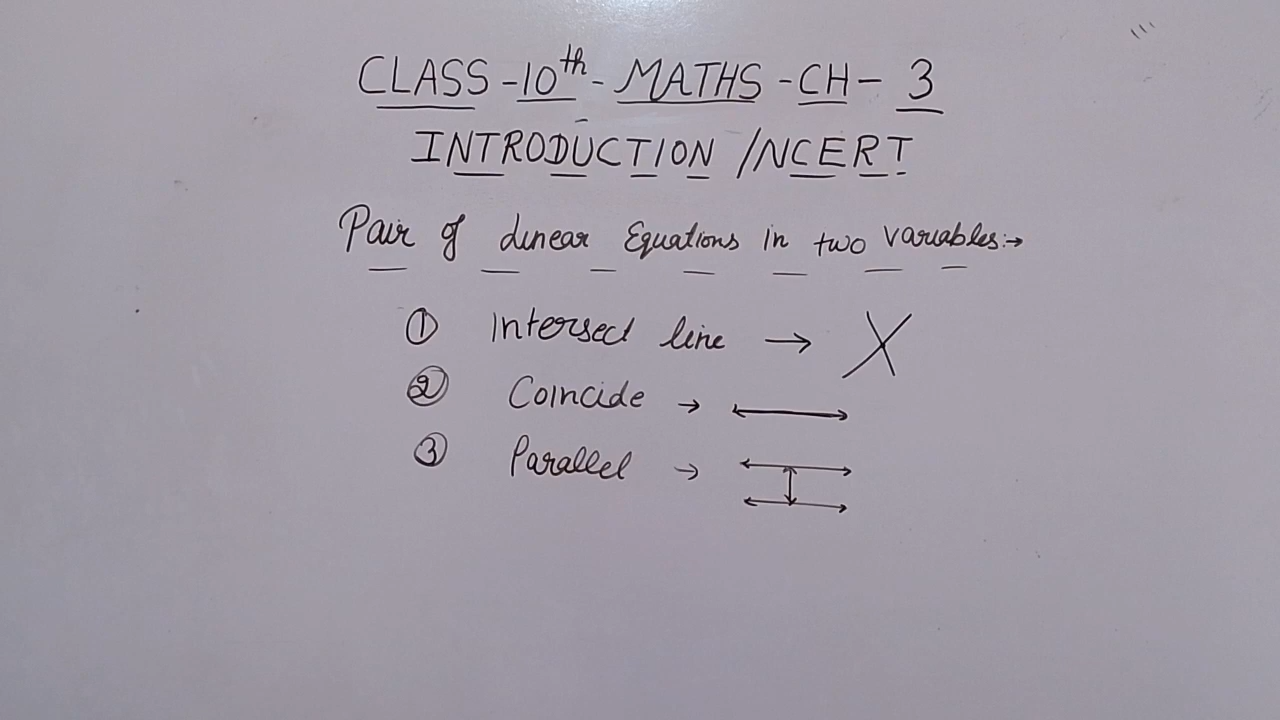 CLASS-10th-MATHS-CH-3
INTRODUCTION/NCERT
Pair of Linear Equations in two variables:→
① Intersect line →
② Coincide →
③ Parallel →